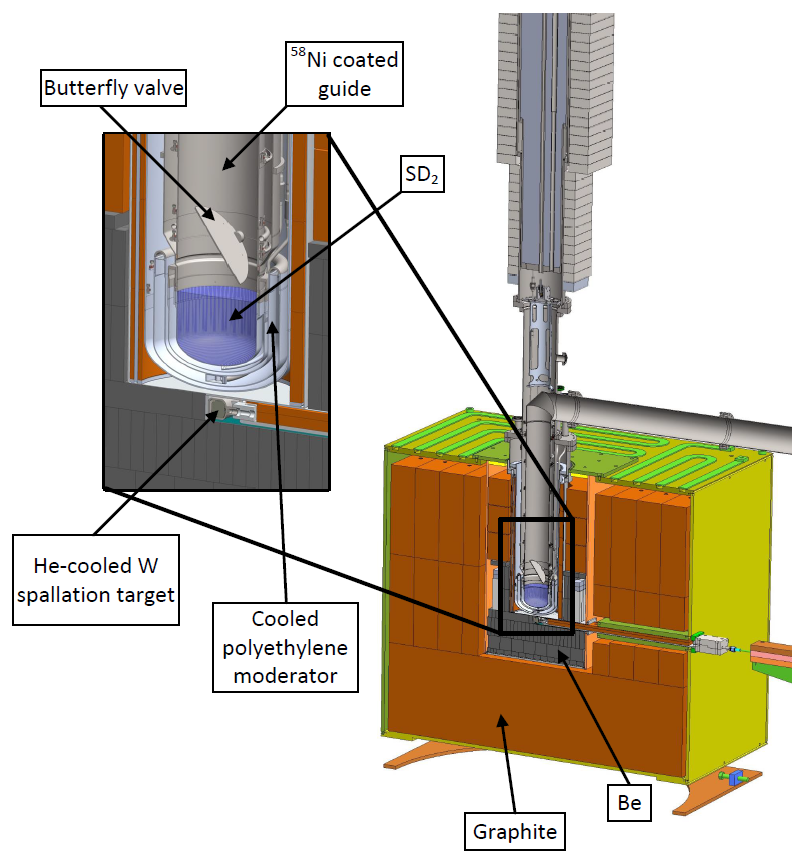 ⁵⁸Ni coated
guide
Butterfly valve
SD₂
He-cooled W
spallation target
Cooled
polyethylene
moderator
Be
Graphite